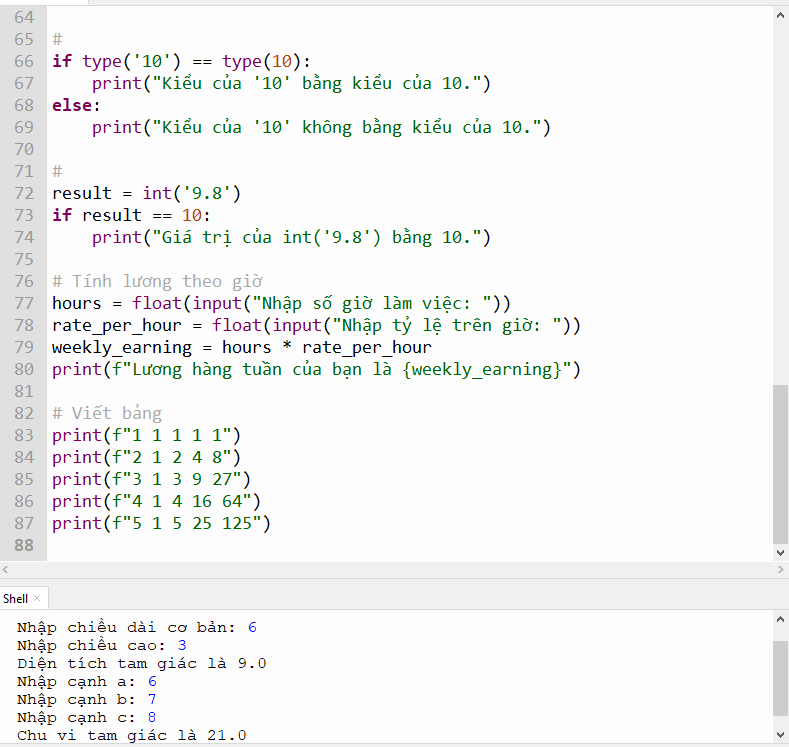 64
65 #
66 if type('10') == type(10):
67     print("Kiểu của '10' bằng kiểu của 10.")
68 else:
69     print("Kiểu của '10' không bằng kiểu của 10.")
70
71 #
72 result = int('9.8')
73 if result == 10:
74     print("Giá trị của int('9.8') bằng 10.")
75
76 # Tính lương theo giờ
77 hours = float(input("Nhập số giờ làm việc: "))
78 rate_per_hour = float(input("Nhập tỷ lệ trên giờ: "))
79 weekly_earning = hours * rate_per_hour
80 print(f"Lương hàng tuần của bạn là {weekly_earning}")
81
82 # Viết bảng
83 print(f"1 1 1 1 1")
84 print(f"2 1 2 4 8")
85 print(f"3 1 3 9 27")
86 print(f"4 1 4 16 64")
87 print(f"5 1 5 25 125")
88
Shell ×
Nhập chiều dài cơ bản: 6
Nhập chiều cao: 3
Diện tích tam giác là 9.0
Nhập cạnh a: 6
Nhập cạnh b: 7
Nhập cạnh c: 8
Chu vi tam giác là 21.0